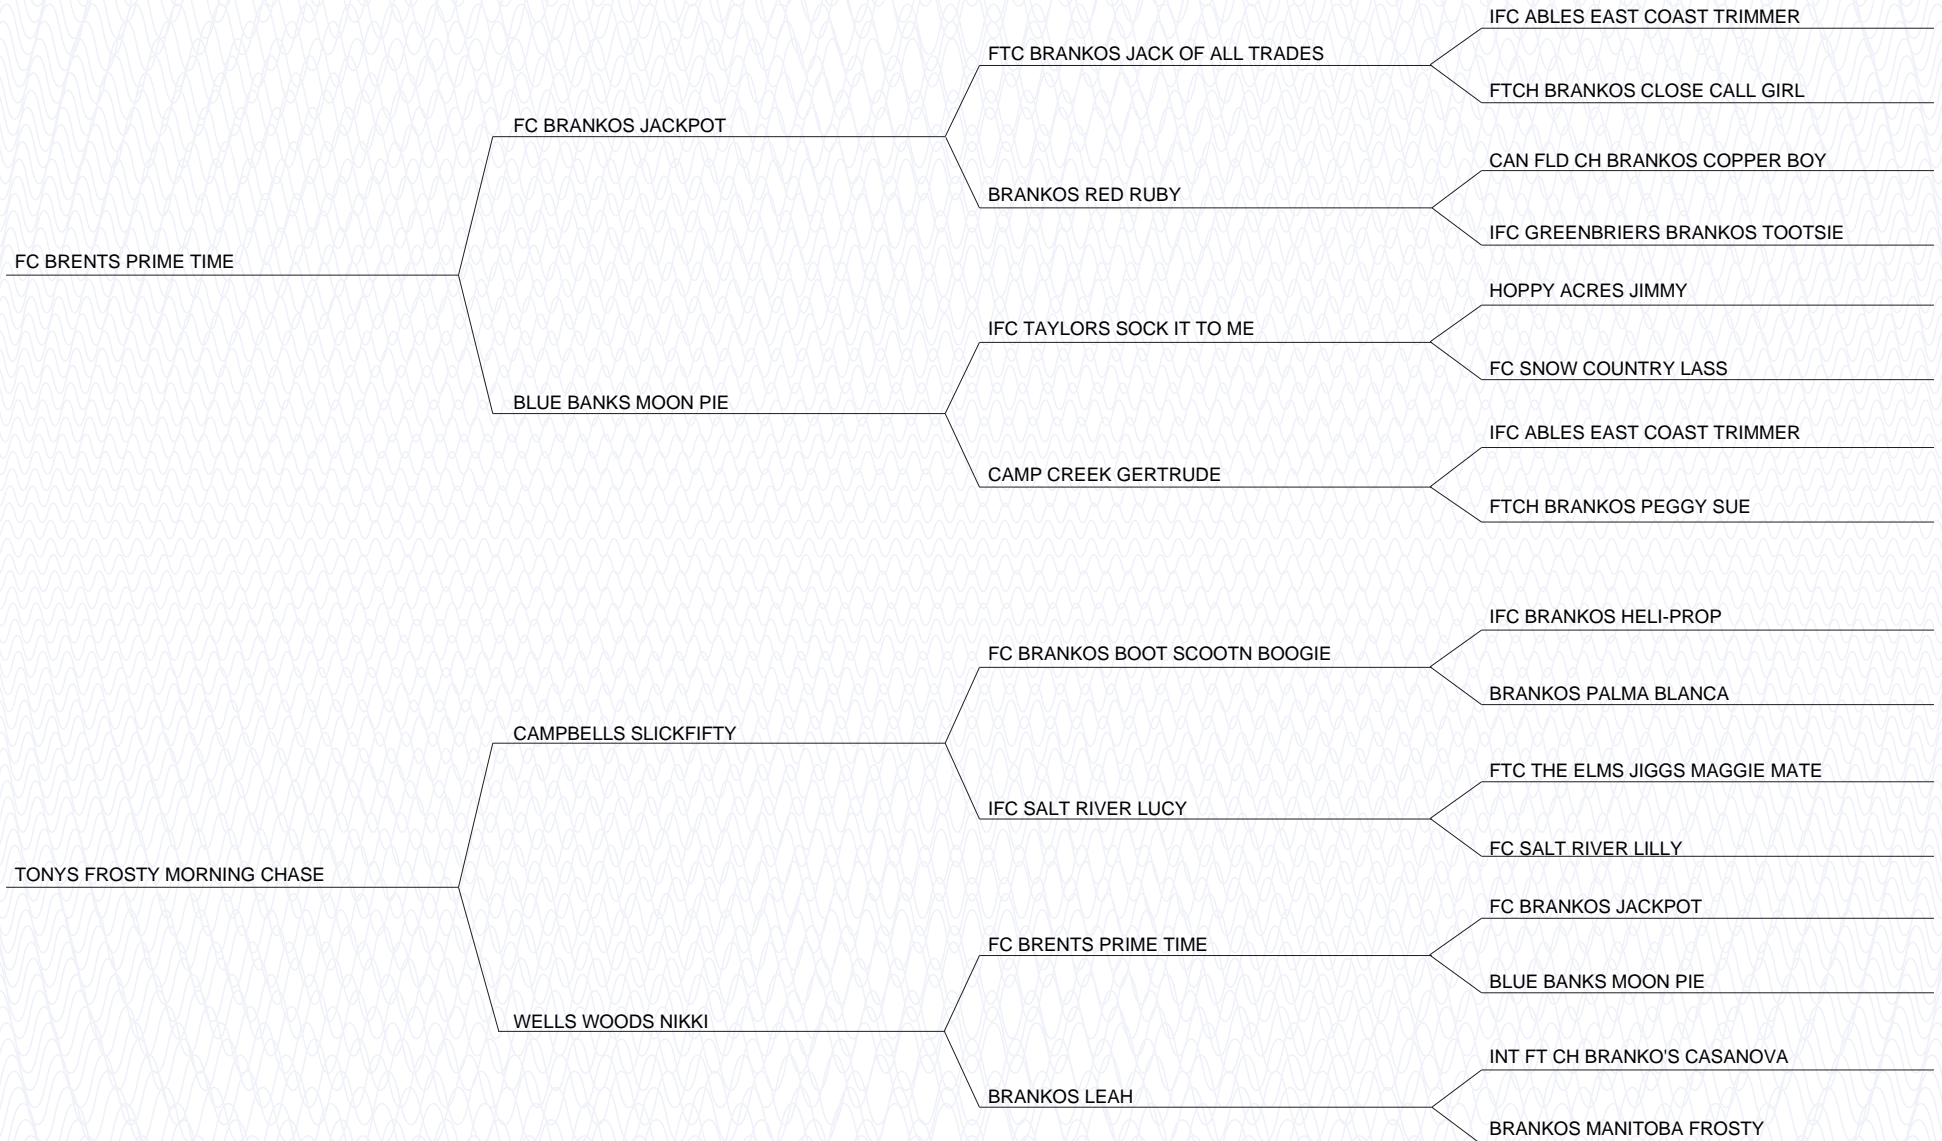 IFC ABLES EAST COAST TRIMMER
FTC BRANKOS JACK OF ALL TRADES
FTCH BRANKOS CLOSE CALL GIRL
FC BRANKOS JACKPOT
CAN FLD CH BRANKOS COPPER BOY
BRANKOS RED RUBY
IFC GREENBRIERS BRANKOS TOOTSIE
FC BRENTS PRIME TIME
HOPPY ACRES JIMMY
IFC TAYLORS SOCK IT TO ME
FC SNOW COUNTRY LASS
BLUE BANKS MOON PIE
IFC ABLES EAST COAST TRIMMER
CAMP CREEK GERTRUDE
FTCH BRANKOS PEGGY SUE
IFC BRANKOS HELI-PROP
FC BRANKOS BOOT SCOOTN BOOGIE
BRANKOS PALMA BLANCA
CAMPBELLS SLICKFIFTY
FTC THE ELMS JIGGS MAGGIE MATE
IFC SALT RIVER LUCY
FC SALT RIVER LILLY
TONYS FROSTY MORNING CHASE
FC BRANKOS JACKPOT
FC BRENTS PRIME TIME
BLUE BANKS MOON PIE
WELLS WOODS NIKKI
INT FT CH BRANKO'S CASANOVA
BRANKOS LEAH
BRANKOS MANITOBA FROSTY